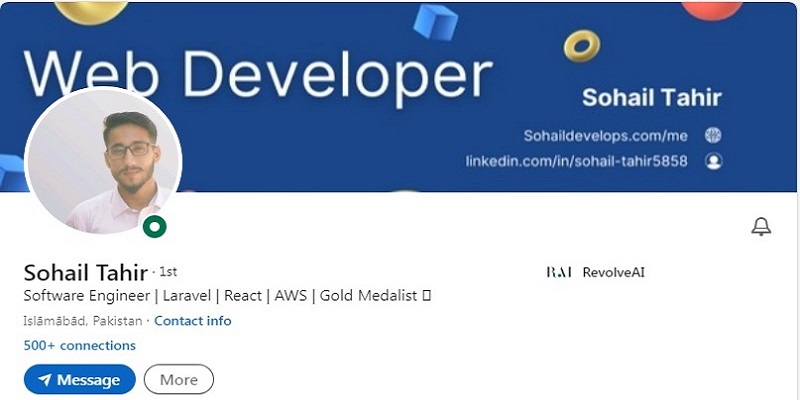 Web Developer
Sohail Tahir
Sohaildevelops.com/me
linkedin.com/in/sohail-tahir5858
Sohail Tahir · 1st
RAI RevolveAI
Software Engineer | Laravel | React | AWS | Gold Medalist
Islāmābād, Pakistan · Contact info
500+ connections
Message
More